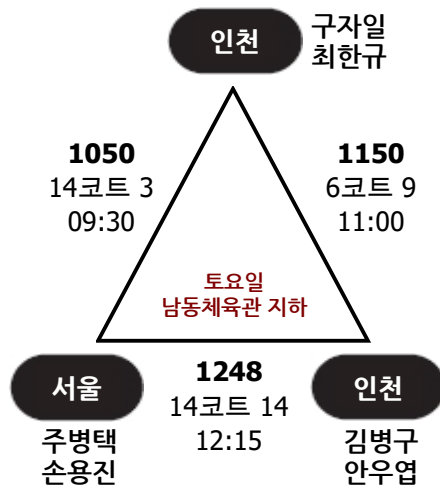 인천
구자일
최한규
1050
14코트 3
09:30
1150
6코트 9
11:00
토요일
남동체육관 지하
서울
주병택
손용진
1248
14코트 14
12:15
인천
김병구
안우엽